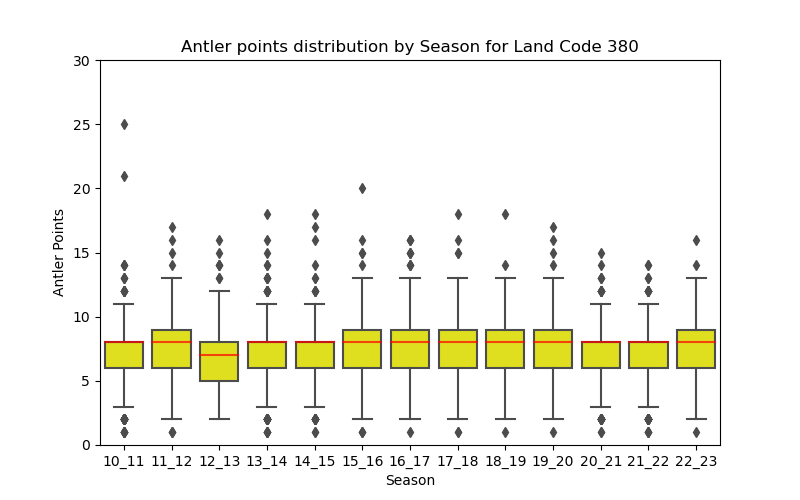 Antler points distribution by Season for Land Code 380
30
25
20
15
10
5
0
Antler Points
10_11 11_12 12_13 13_14 14_15 15_16 16_17 17_18 18_19 19_20 20_21 21_22 22_23
Season